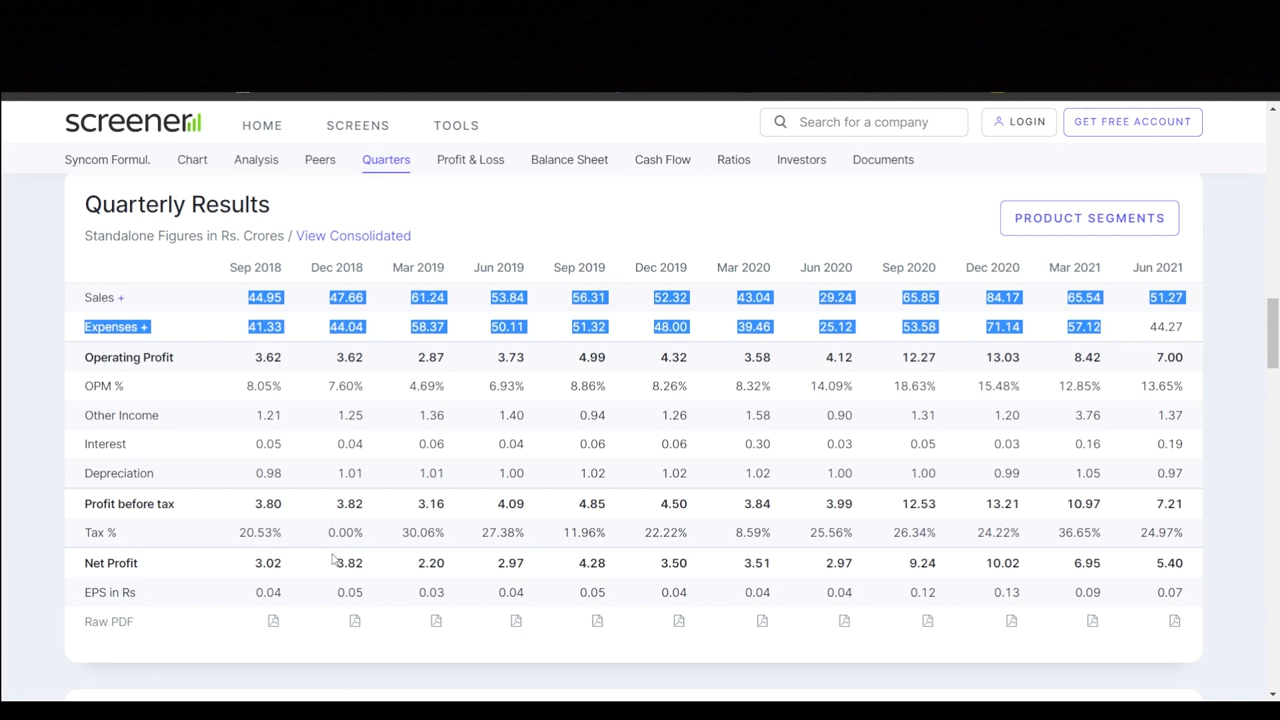 screener HOME SCREENS TOOLS Search for a company LOGIN GET FREE ACCOUNT
Syncom Formul. Chart Analysis Peers Quarters Profit & Loss Balance Sheet Cash Flow Ratios Investors Documents
Quarterly Results
PRODUCT SEGMENTS
Standalone Figures in Rs. Crores / View Consolidated
Sep 2018 Dec 2018 Mar 2019 Jun 2019 Sep 2019 Dec 2019 Mar 2020 Jun 2020 Sep 2020 Dec 2020 Mar 2021 Jun 2021
Sales + 44.95 47.66 61.24 53.84 56.31 52.32 43.04 29.24 65.85 84.17 65.54 51.27
Expenses + 41.33 44.04 58.37 50.11 51.32 48.00 39.46 25.12 53.58 71.14 57.12 44.27
Operating Profit 3.62 3.62 2.87 3.73 4.99 4.32 3.58 4.12 12.27 13.03 8.42 7.00
OPM % 8.05% 7.60% 4.69% 6.93% 8.86% 8.26% 8.32% 14.09% 18.63% 15.48% 12.85% 13.65%
Other Income 1.21 1.25 1.36 1.40 0.94 1.26 1.58 0.90 1.31 1.20 3.76 1.37
Interest 0.05 0.04 0.06 0.04 0.06 0.06 0.30 0.03 0.05 0.03 0.16 0.19
Depreciation 0.98 1.01 1.01 1.00 1.02 1.02 1.02 1.00 1.00 0.99 1.05 0.97
Profit before tax 3.80 3.82 3.16 4.09 4.85 4.50 3.84 3.99 12.53 13.21 10.97 7.21
Tax % 20.53% 0.00% 30.06% 27.38% 11.96% 22.22% 8.59% 25.56% 26.34% 24.22% 36.65% 24.97%
Net Profit 3.02 3.82 2.20 2.97 4.28 3.50 3.51 2.97 9.24 10.02 6.95 5.40
EPS in Rs 0.04 0.05 0.03 0.04 0.05 0.04 0.04 0.04 0.12 0.13 0.09 0.07
Raw PDF